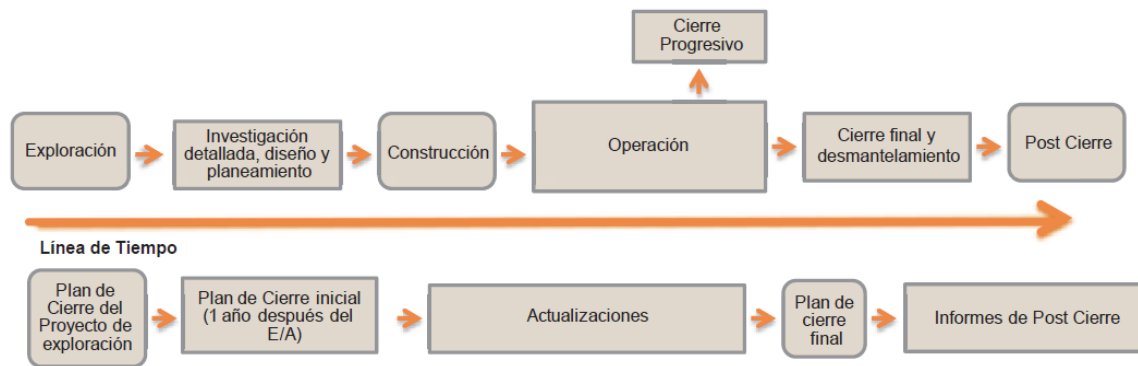 Cierre
Progresivo
Exploración
Investigación
detallada, diseño y
planeamiento
Construcción
Operación
Cierre final y
desmantelamiento
Post Cierre
Línea de Tiempo
Plan de
Cierre del
Proyecto de
exploración
Plan de Cierre inicial
(1 año después del
E/A)
Actualizaciones
Plan de
cierre
final
Informes de Post Cierre